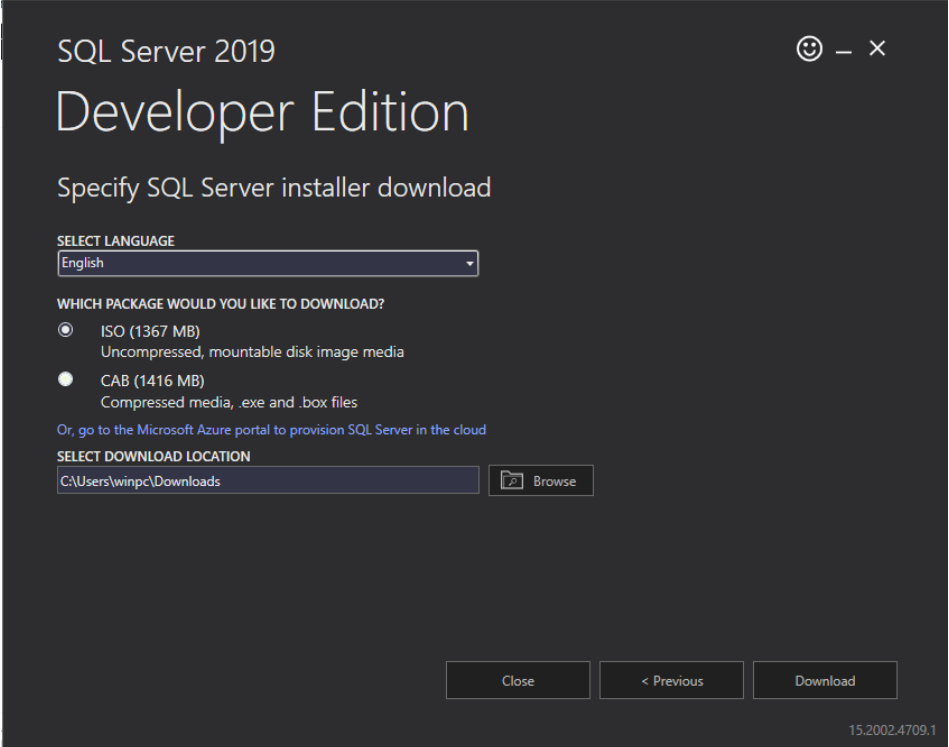 SQL Server 2019
Developer Edition
Specify SQL Server installer download
SELECT LANGUAGE
English
WHICH PACKAGE WOULD YOU LIKE TO DOWNLOAD?
ISO (1367 MB)
Uncompressed, mountable disk image media
CAB (1416 MB)
Compressed media, .exe and .box files
Or, go to the Microsoft Azure portal to provision SQL Server in the cloud
SELECT DOWNLOAD LOCATION
C:\Users\winpc\Downloads
Browse
Close
< Previous
Download
15.2002.4709.1